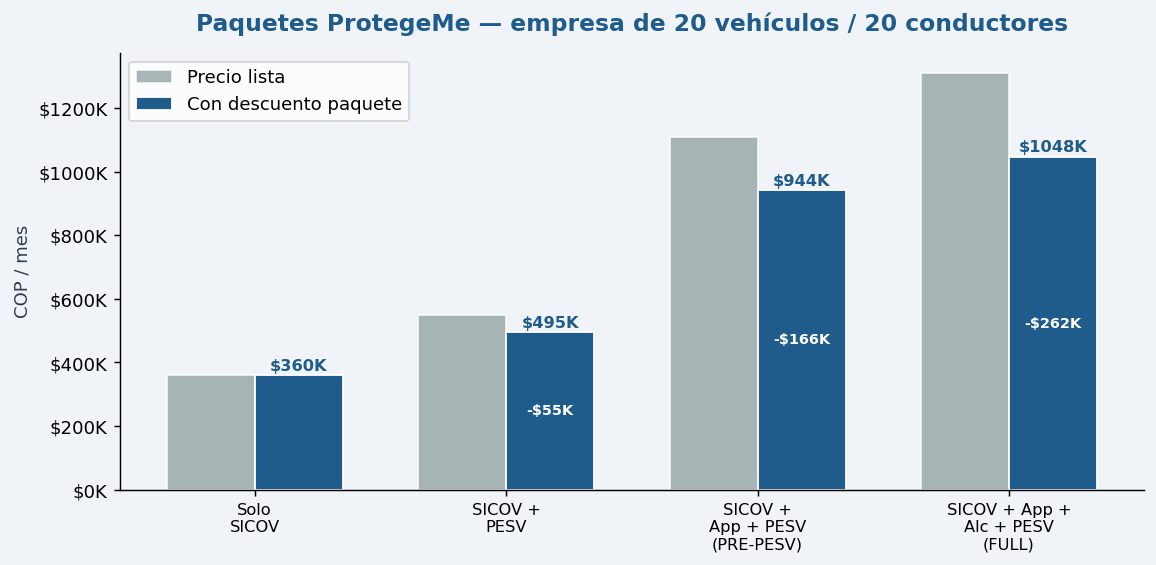 Paquetes ProtegeMe — empresa de 20 vehículos / 20 conductores
Precio lista
Con descuento paquete
COP / mes
$1200K
$1000K
$800K
$600K
$400K
$200K
$0K
$360K
$495K
-$55K
$944K
-$166K
$1048K
-$262K
Solo
SICOV
SICOV +
PESV
SICOV +
App + PESV
(PRE-PESV)
SICOV + App +
Alc + PESV
(FULL)